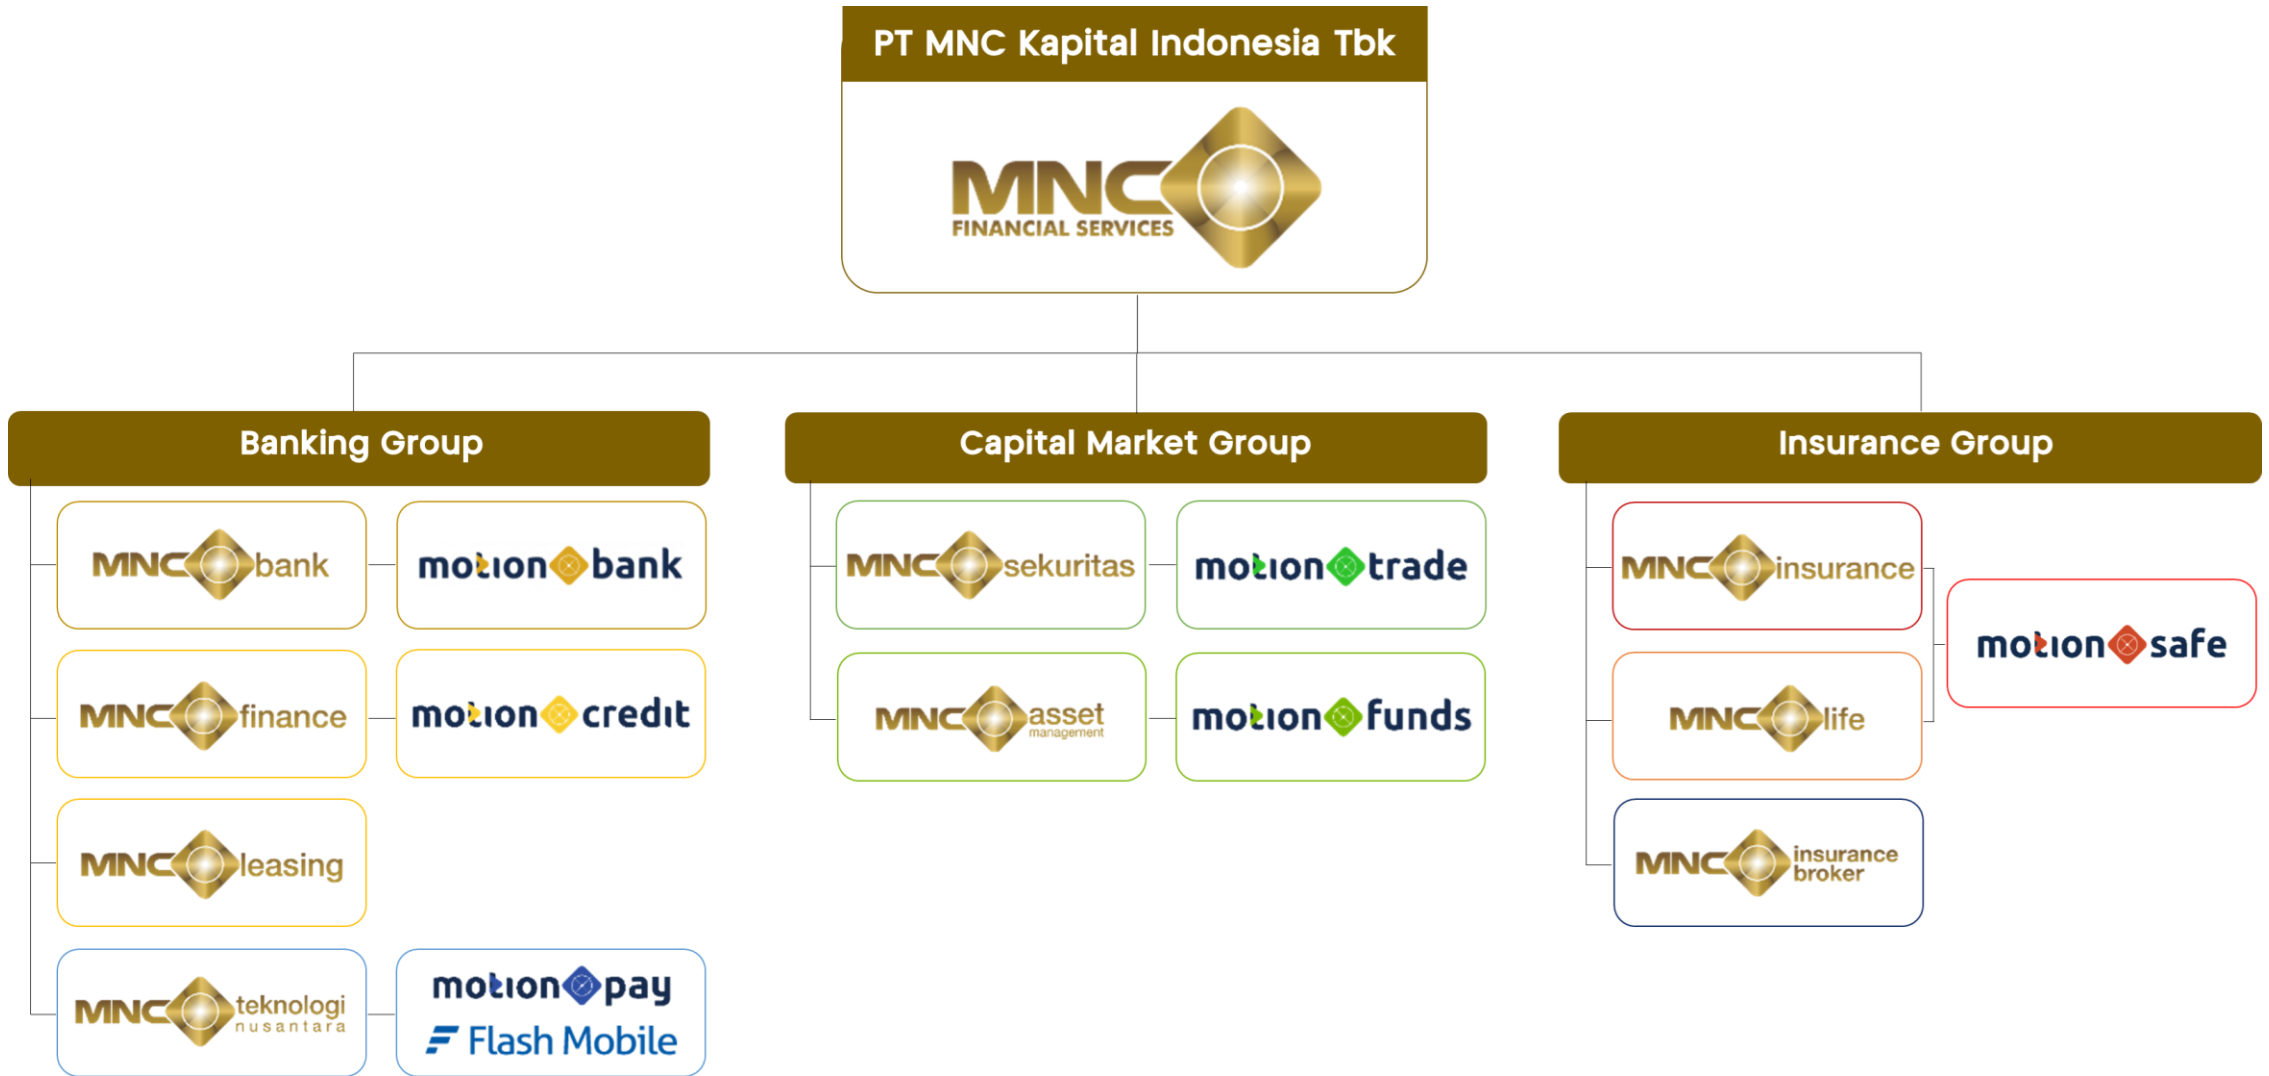 PT MNC Kapital Indonesia Tbk
MNC
FINANCIAL SERVICES
Banking Group
MNC bank
motion bank
MNC finance
motion credit
MNC leasing
MNC teknologi
nusantara
motion pay
Flash Mobile
Capital Market Group
MNC sekuritas
motion trade
MNC asset
management
motion funds
Insurance Group
MNC insurance
MNC life
motion safe
MNC insurance
broker